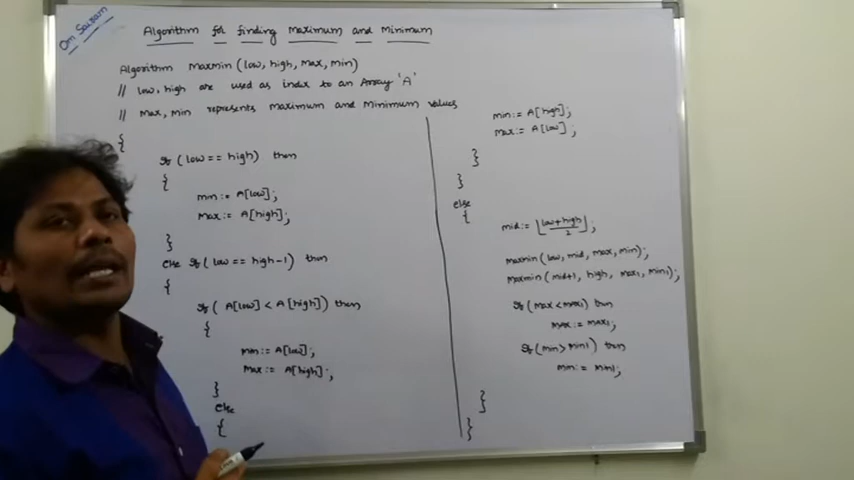 Om Sairam
Algorithm for finding Maximum and Minimum
Algorithm maxmin (low, high, max, min)
// low, high are used as index to an Array 'A'
// Max, min represents maximum and Minimum values
{
If (low == high) then
{
min := A[low];
max := A[high];
}
else if (low == high-1) then
{
If (A[low] < A[high]) then
{
min := A[low];
max := A[high];
}
else
{
min := A[high];
max := A[low];
}
}
else
{
mid := ⌊(low+high)/2⌋;
maxmin (low, mid, max, min);
maxmin (mid+1, high, max1, min1);
If (max < max1) then
max := max1;
If (min > min1) then
min := min1;
}
}